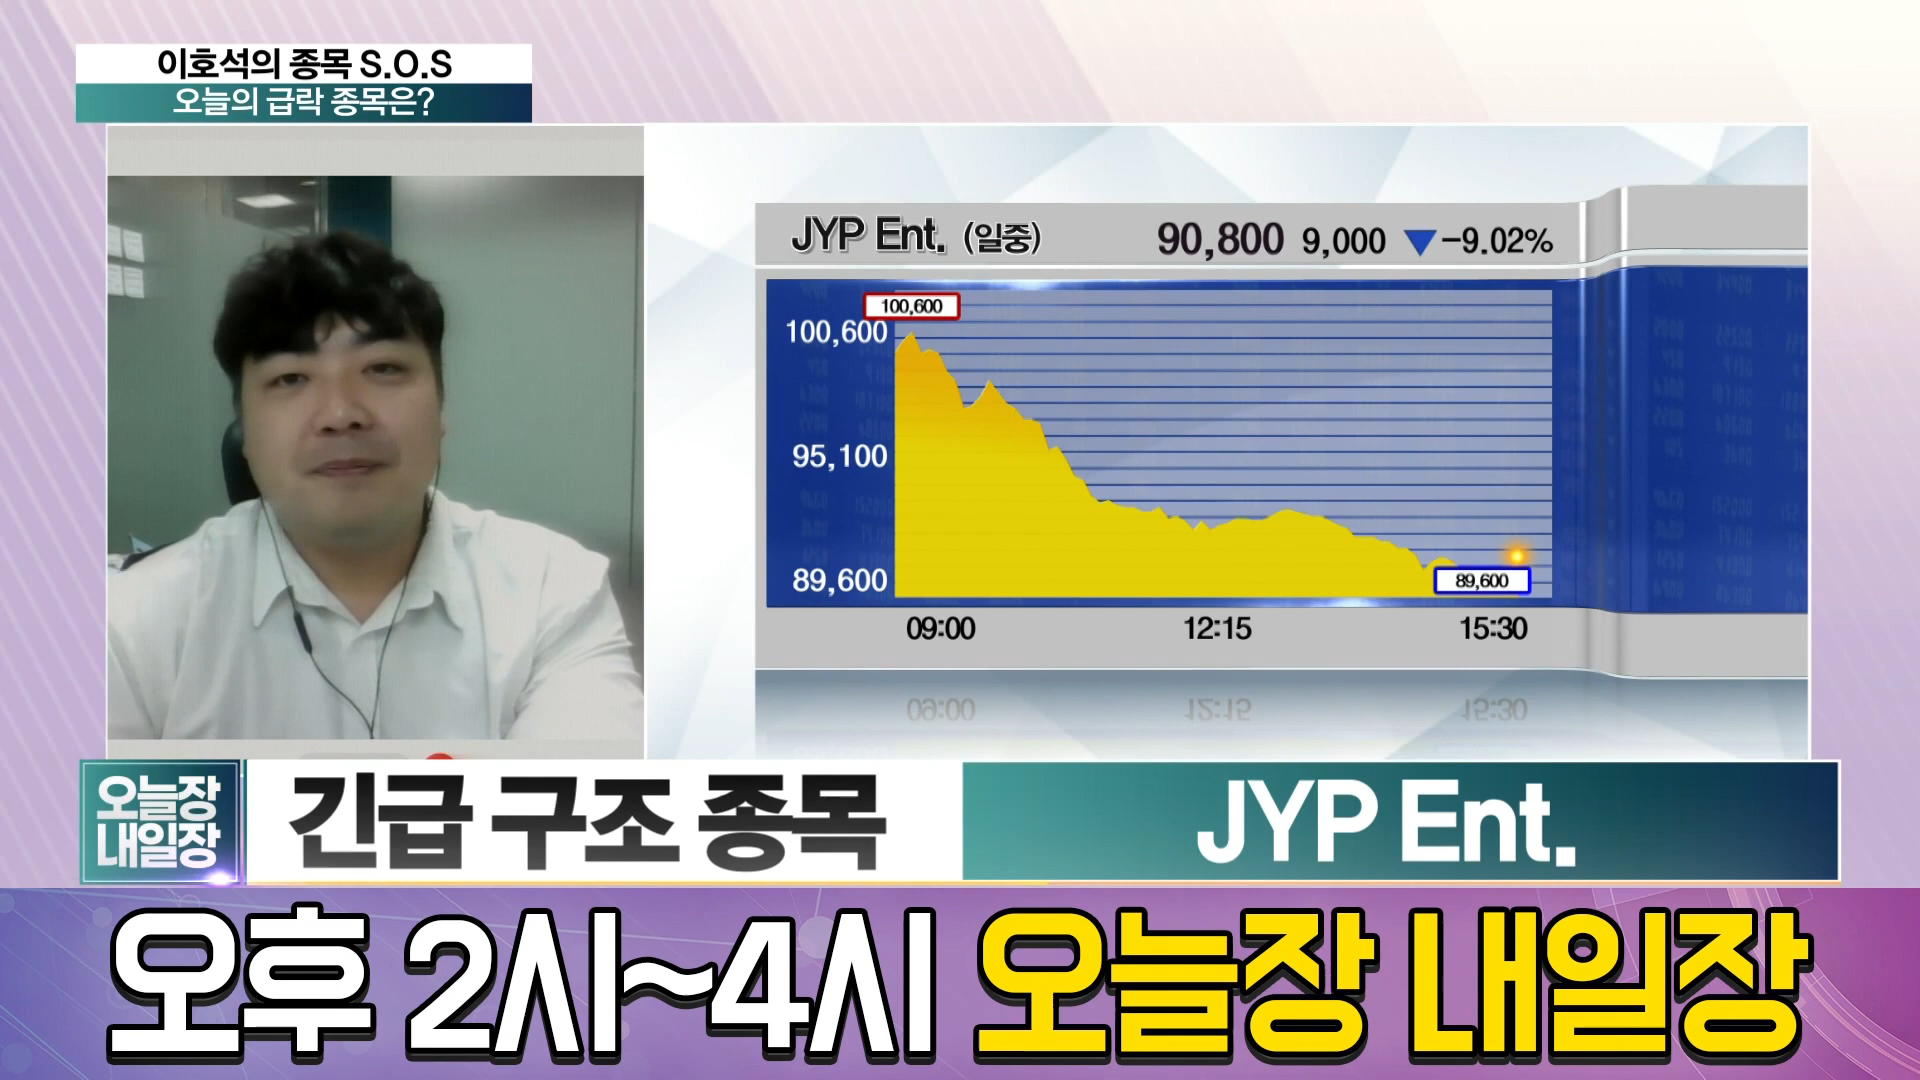 이호석의 종목 S.O.S
오늘의 급락 종목은?
JYP Ent. (일중) 90,800 9,000 ▼-9.02%
100,600
100,600
95,100
89,600
89,600
09:00 12:15 15:30
오늘장
내일장
긴급 구조 종목
JYP Ent.
오후 2시~4시 오늘장 내일장